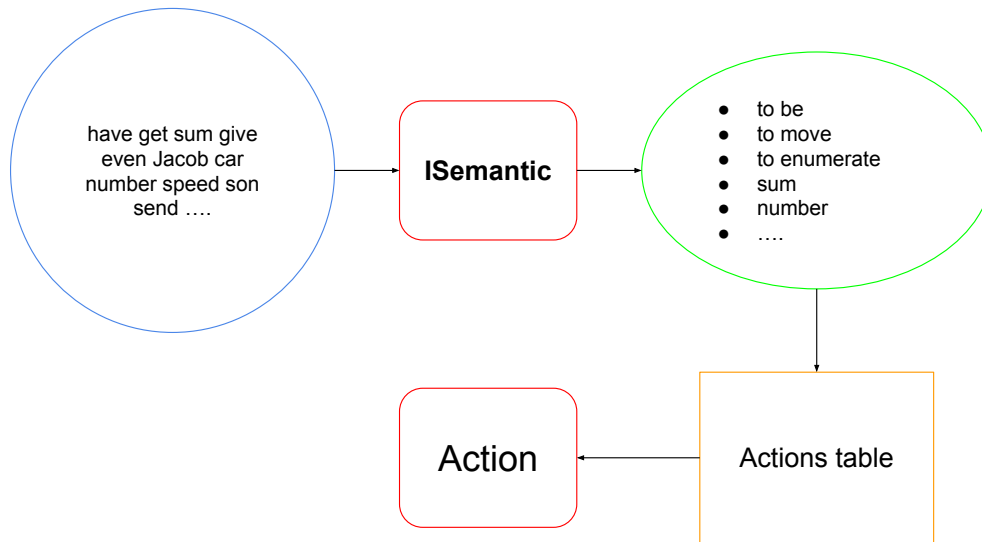 have get sum give
even Jacob car
number speed son
send ….
ISemantic
● to be
● to move
● to enumerate
● sum
● number
● ….
Action
Actions table